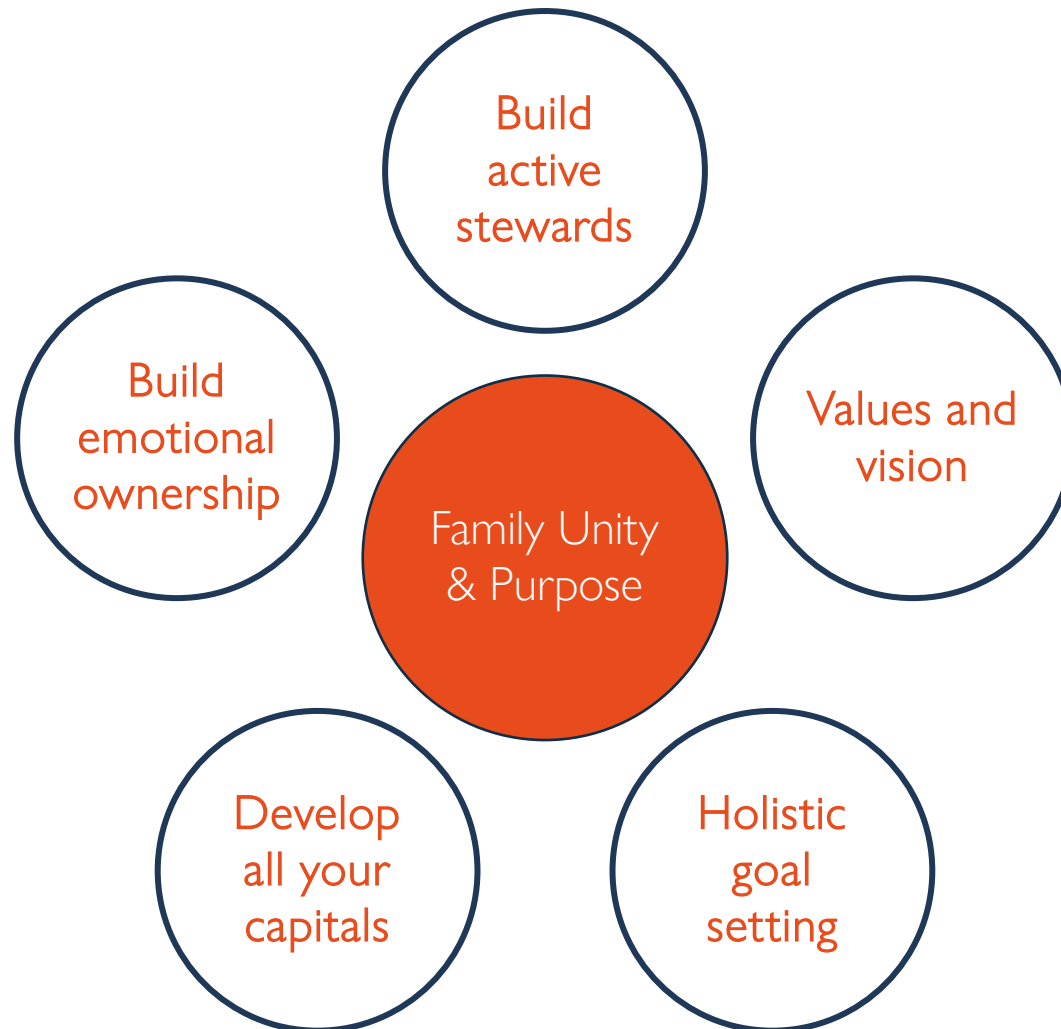 Build
active
stewards
Build
emotional
ownership
Values and
vision
Family Unity
& Purpose
Develop
all your
capitals
Holistic
goal
setting